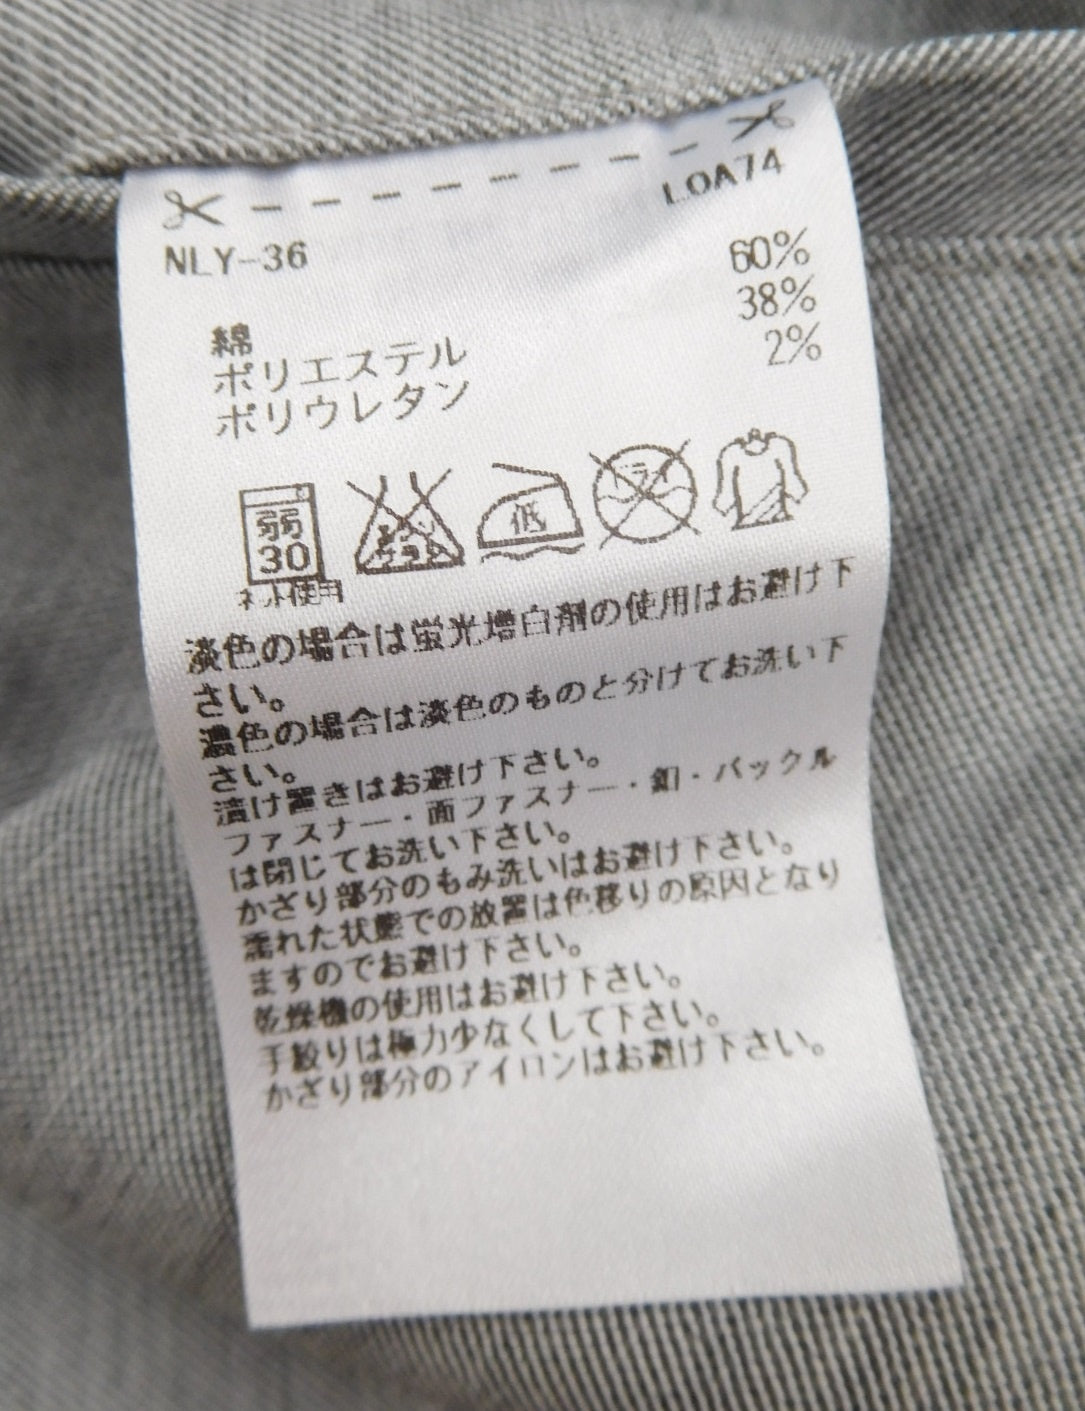 LOA74
NLY-36
綿 60%
ポリエステル 38%
ポリウレタン 2%
弱
30
ネット使用
エンソ
サラシ
低
ドライ
淡色の場合は蛍光増白剤の使用はお避け下
さい。
濃色の場合は淡色のものと分けてお洗い下
さい。
漬け置きはお避け下さい。
ファスナー・面ファスナー・釦・バックル
は閉じてお洗い下さい。
かざり部分のもみ洗いはお避け下さい。
濡れた状態での放置は色移りの原因となり
ますのでお避け下さい。
乾燥機の使用はお避け下さい。
手絞りは極力少なくして下さい。
かざり部分のアイロンはお避け下さい。